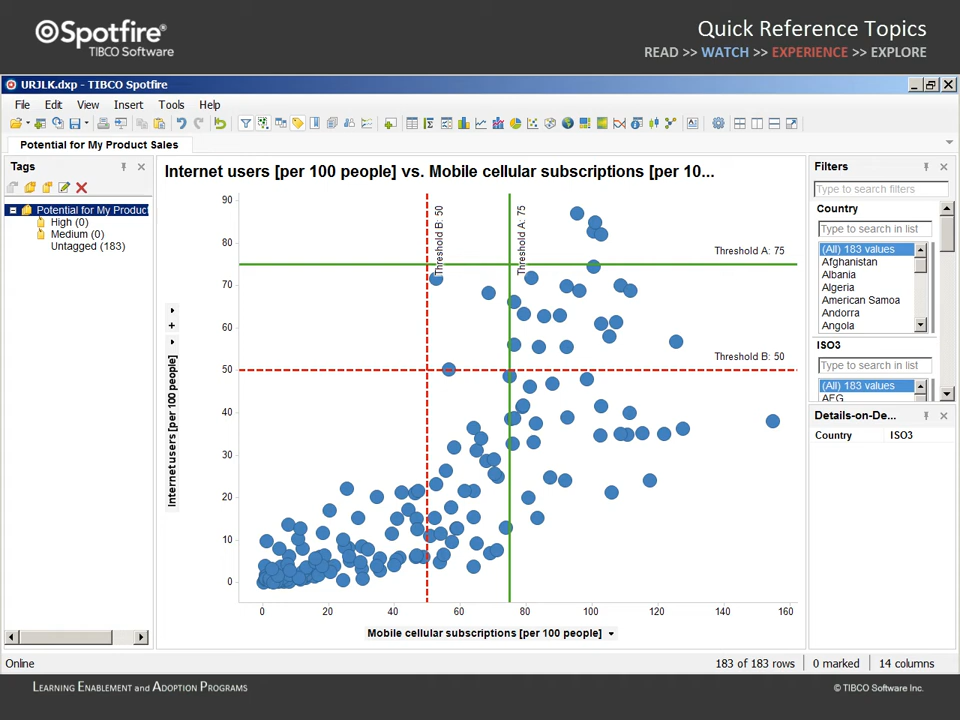 Spotfire®
TIBCO Software
Quick Reference Topics
READ >> WATCH >> EXPERIENCE >> EXPLORE
URJLK.dxp - TIBCO Spotfire
File Edit View Insert Tools Help
Potential for My Product Sales
Tags
Potential for My Product
High (0)
Medium (0)
Untagged (183)
Internet users [per 100 people] vs. Mobile cellular subscriptions [per 10...
90
80
70
60
50
40
30
20
10
0
Threshold B: 50
Threshold A: 75
Threshold A: 75
Threshold B: 50
Internet users [per 100 people]
0 20 40 60 80 100 120 140 160
Mobile cellular subscriptions [per 100 people]
Filters
Type to search filters
Country
Type to search in list
(All) 183 values
Afghanistan
Albania
Algeria
American Samoa
Andorra
Angola
ISO3
Type to search in list
(All) 183 values
AFG
Details-on-De...
Country ISO3
Online
183 of 183 rows
0 marked
14 columns
LEARNING ENABLEMENT AND ADOPTION PROGRAMS
© TIBCO Software Inc.